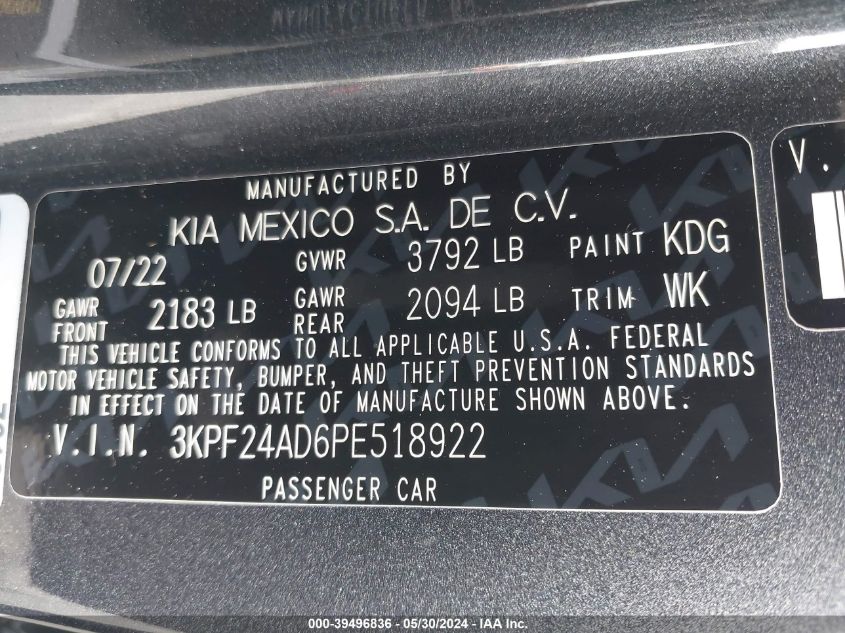 MANUFACTURED BY
KIA MEXICO S.A. DE C.V.
07/22 GVWR 3792 LB PAINT KDG
GAWR FRONT 2183 LB GAWR REAR 2094 LB TRIM WK
THIS VEHICLE CONFORMS TO ALL APPLICABLE U.S.A. FEDERAL
MOTOR VEHICLE SAFETY, BUMPER, AND THEFT PREVENTION STANDARDS
IN EFFECT ON THE DATE OF MANUFACTURE SHOWN ABOVE.
V.I.N. 3KPF24AD6PE518922
PASSENGER CAR
V.
000-39496836 - 05/30/2024 - IAA Inc.